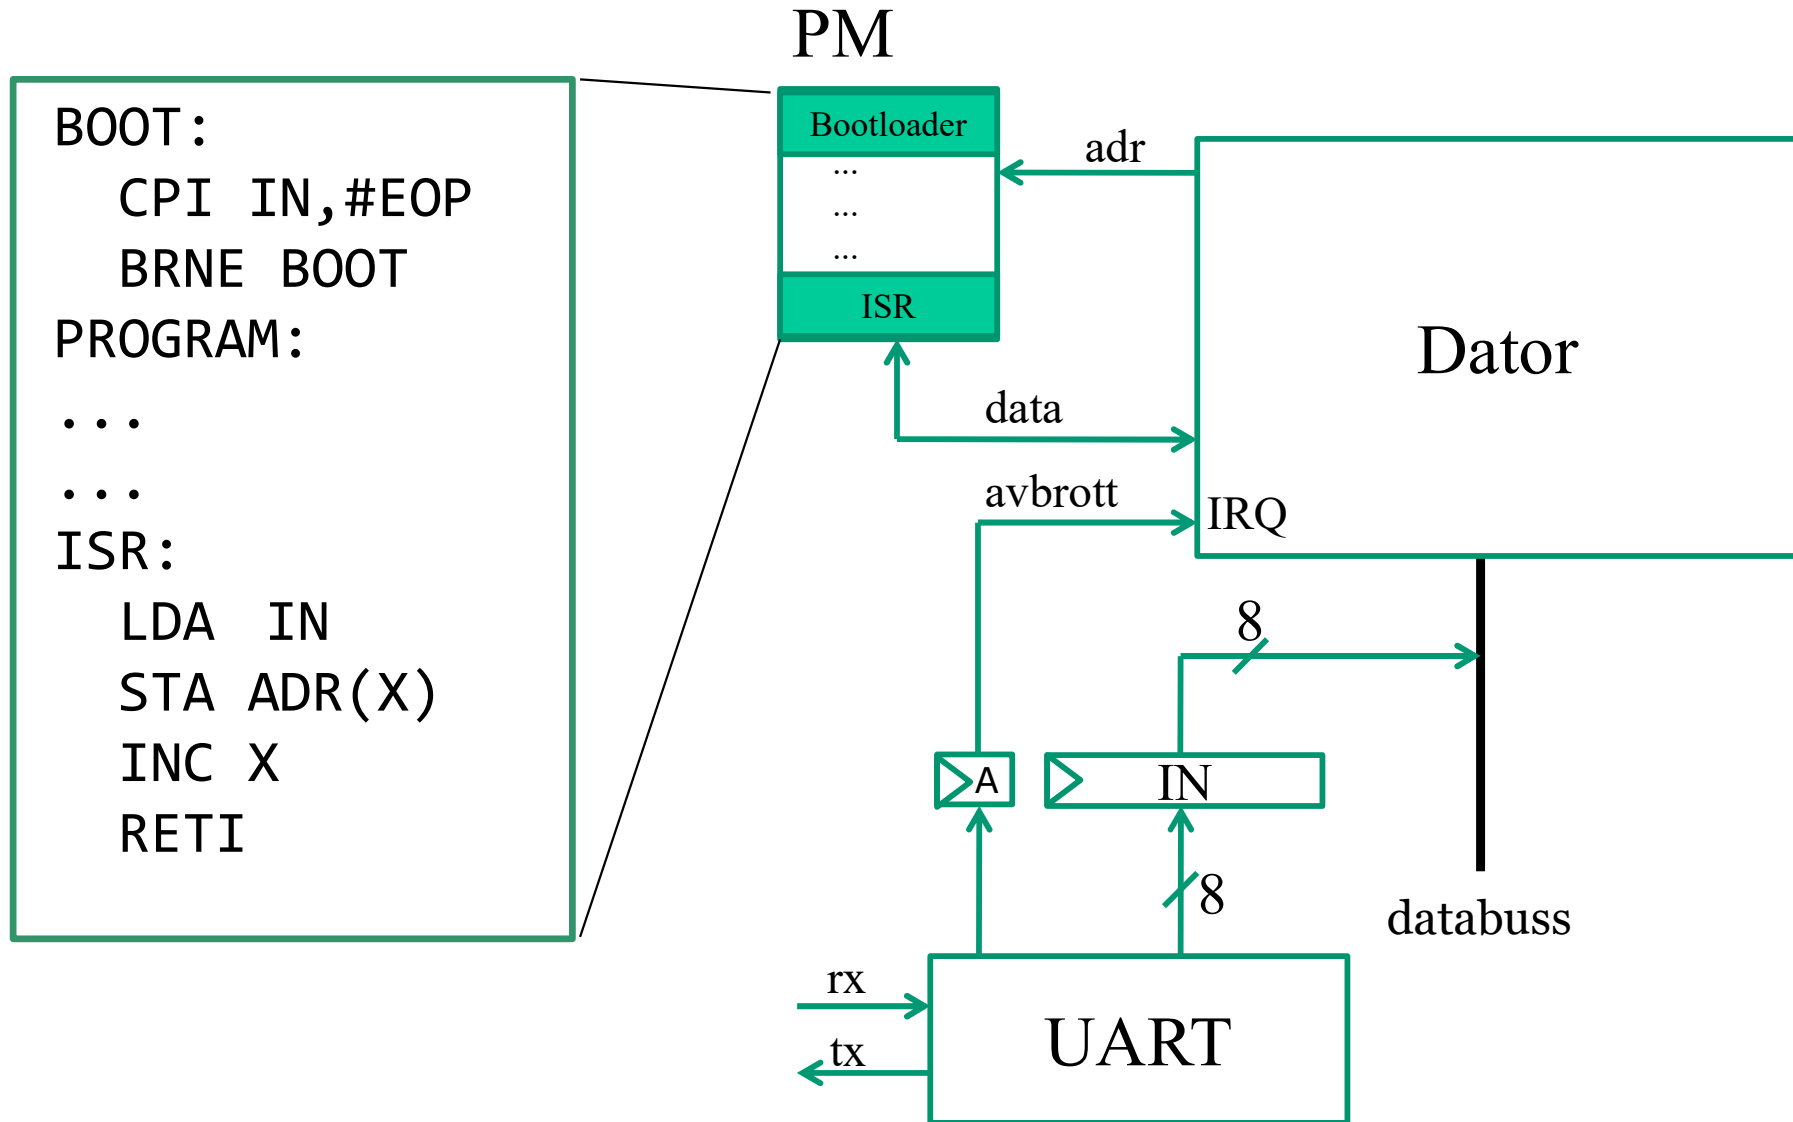 BOOT:
CPI IN,#EOP
BRNE BOOT
PROGRAM:
...
...
ISR:
LDA IN
STA ADR(X)
INC X
RETI
PM
Bootloader
...
...
...
ISR
adr
data
avbrott
IRQ
Dator
8
A
IN
8
databuss
rx
tx
UART